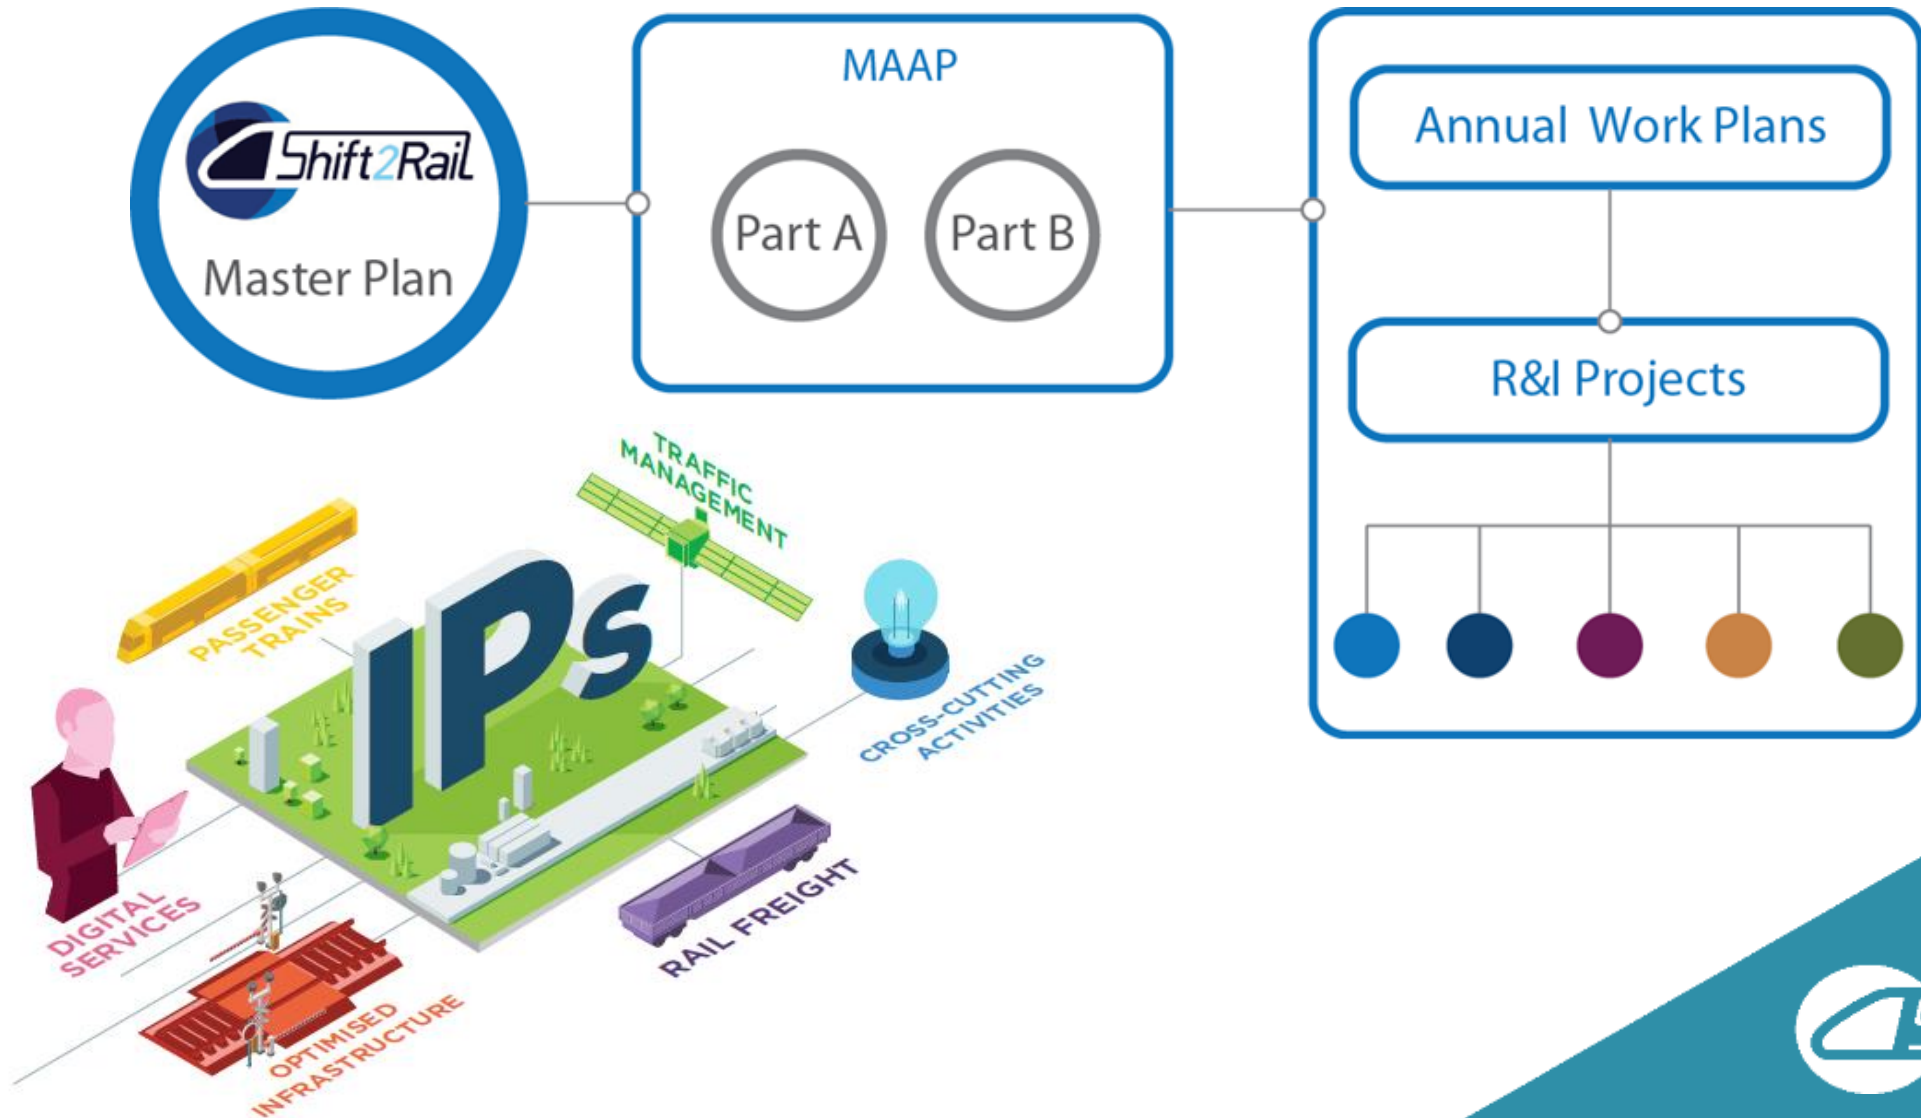 Shift2Rail
Master Plan
MAAP
Part A
Part B
Annual Work Plans
R&I Projects
TRAFFIC
MANAGEMENT
PASSENGER
TRAINS
IPs
CROSS-CUTTING
ACTIVITIES
DIGITAL
SERVICES
RAIL FREIGHT
OPTIMISED
INFRASTRUCTURE